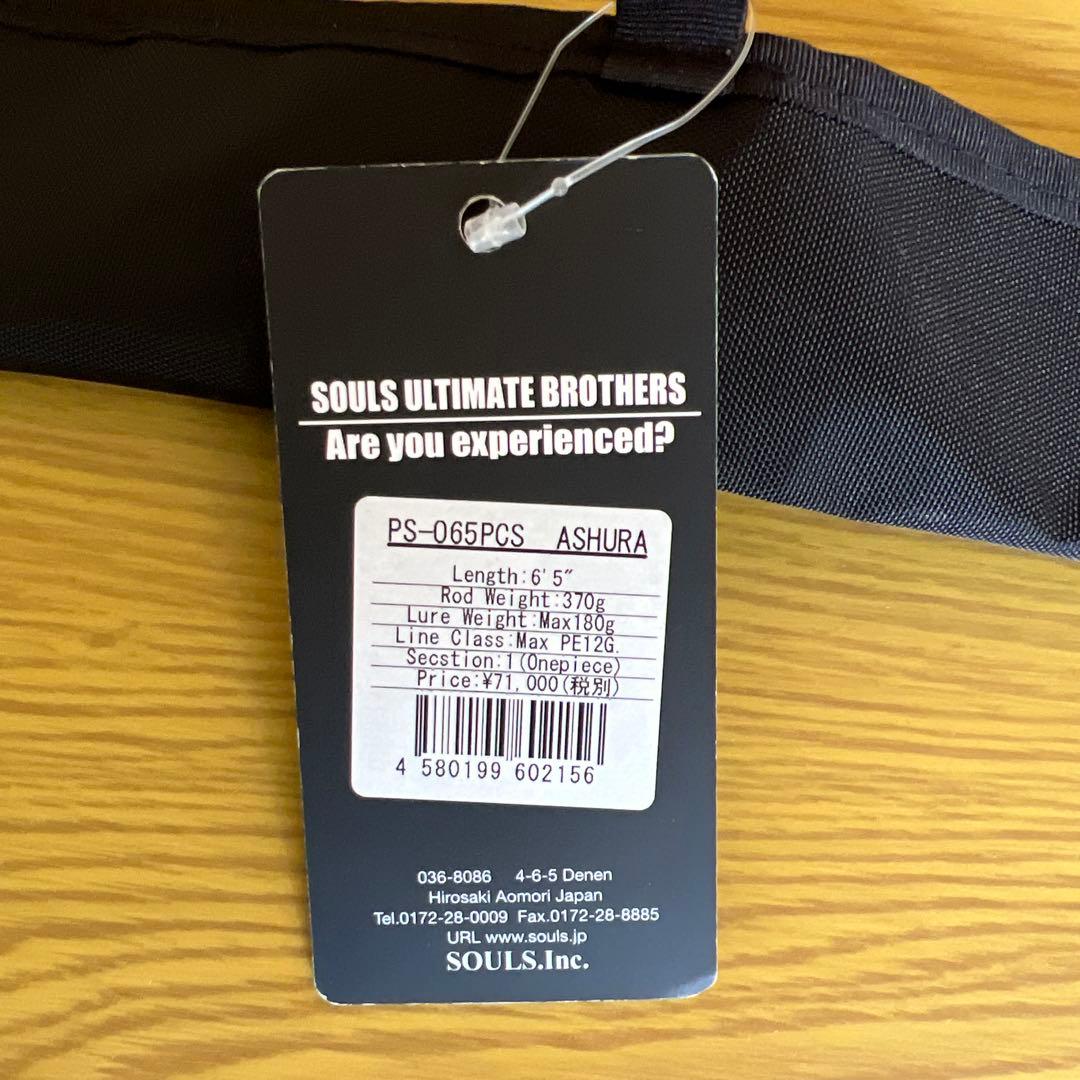 SOULS ULTIMATE BROTHERS
Are you experienced?
PS-065PCS ASHURA
Length:6'5"
Rod Weight:370g
Lure Weight:Max180g
Line Class:Max PE12G.
Secstion:1(Onepiece)
Price:¥71,000(税別)
4 580199 602156
036-8086 4-6-5 Denen
Hirosaki Aomori Japan
Tel.0172-28-0009 Fax.0172-28-8885
URL www.souls.jp
SOULS.Inc.